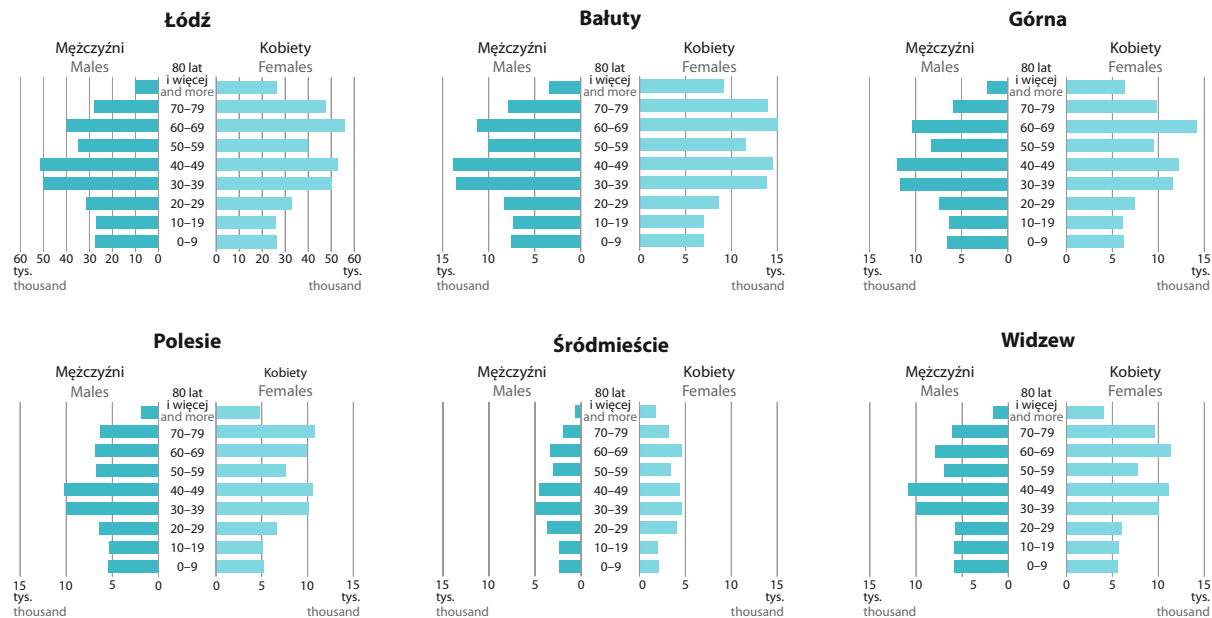 Łódź
Mężczyźni Kobiety
Males 80 lat Females
i więcej
and more
70–79
60–69
50–59
40–49
30–39
20–29
10–19
0–9
60 50 40 30 20 10 0 0 10 20 30 40 50 60
tys. tys.
thousand thousand
Bałuty
Mężczyźni Kobiety
Males 80 lat Females
i więcej
and more
70–79
60–69
50–59
40–49
30–39
20–29
10–19
0–9
15 10 5 0 0 5 10 15
tys. tys.
thousand thousand
Górna
Mężczyźni Kobiety
Males 80 lat Females
i więcej
and more
70–79
60–69
50–59
40–49
30–39
20–29
10–19
0–9
15 10 5 0 0 5 10 15
tys. tys.
thousand thousand
Polesie
Mężczyźni Kobiety
Males 80 lat Females
i więcej
and more
70–79
60–69
50–59
40–49
30–39
20–29
10–19
0–9
15 10 5 0 0 5 10 15
tys. tys.
thousand thousand
Śródmieście
Mężczyźni Kobiety
Males 80 lat Females
i więcej
and more
70–79
60–69
50–59
40–49
30–39
20–29
10–19
0–9
15 10 5 0 0 5 10 15
tys. tys.
thousand thousand
Widzew
Mężczyźni Kobiety
Males 80 lat Females
i więcej
and more
70–79
60–69
50–59
40–49
30–39
20–29
10–19
0–9
15 10 5 0 0 5 10 15
tys. tys.
thousand thousand